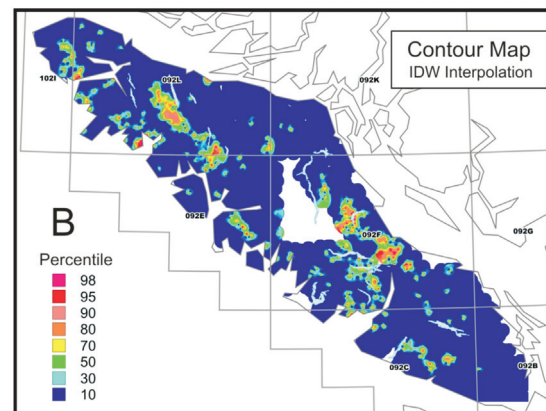 Contour Map
IDW Interpolation
102I
092L
092K
092E
092F
092G
B
Percentile
98
95
90
80
70
50
30
10
092C
092B